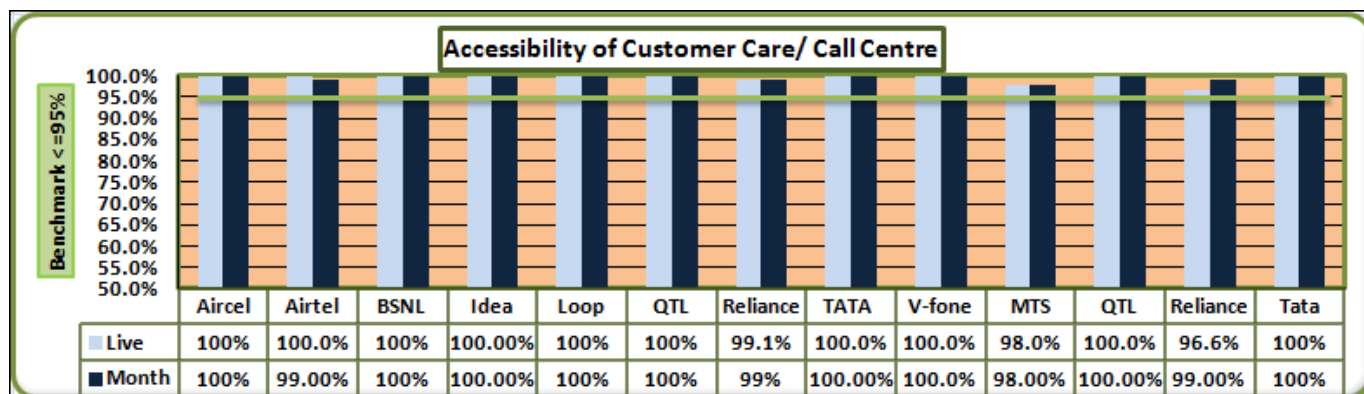 Accessibility of Customer Care/ Call Centre
Benchmark <=95%
100.0%
95.0%
90.0%
85.0%
80.0%
75.0%
70.0%
65.0%
60.0%
55.0%
50.0%
Aircel Airtel BSNL Idea Loop QTL Reliance TATA V-fone MTS QTL Reliance Tata
Live 100% 100.0% 100% 100.00% 100% 100% 99.1% 100.0% 100.0% 98.0% 100.0% 96.6% 100%
Month 100% 99.00% 100% 100.00% 100% 100% 99% 100.00% 100.0% 98.00% 100.00% 99.00% 100%